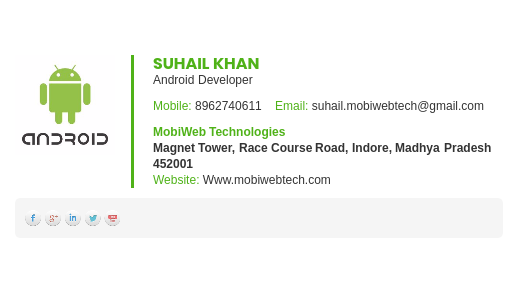 SUHAIL KHAN
Android Developer
Mobile: 8962740611 Email: suhail.mobiwebtech@gmail.com
MobiWeb Technologies
Magnet Tower, Race Course Road, Indore, Madhya Pradesh
452001
Website: Www.mobiwebtech.com
ANDROID
f g+ in